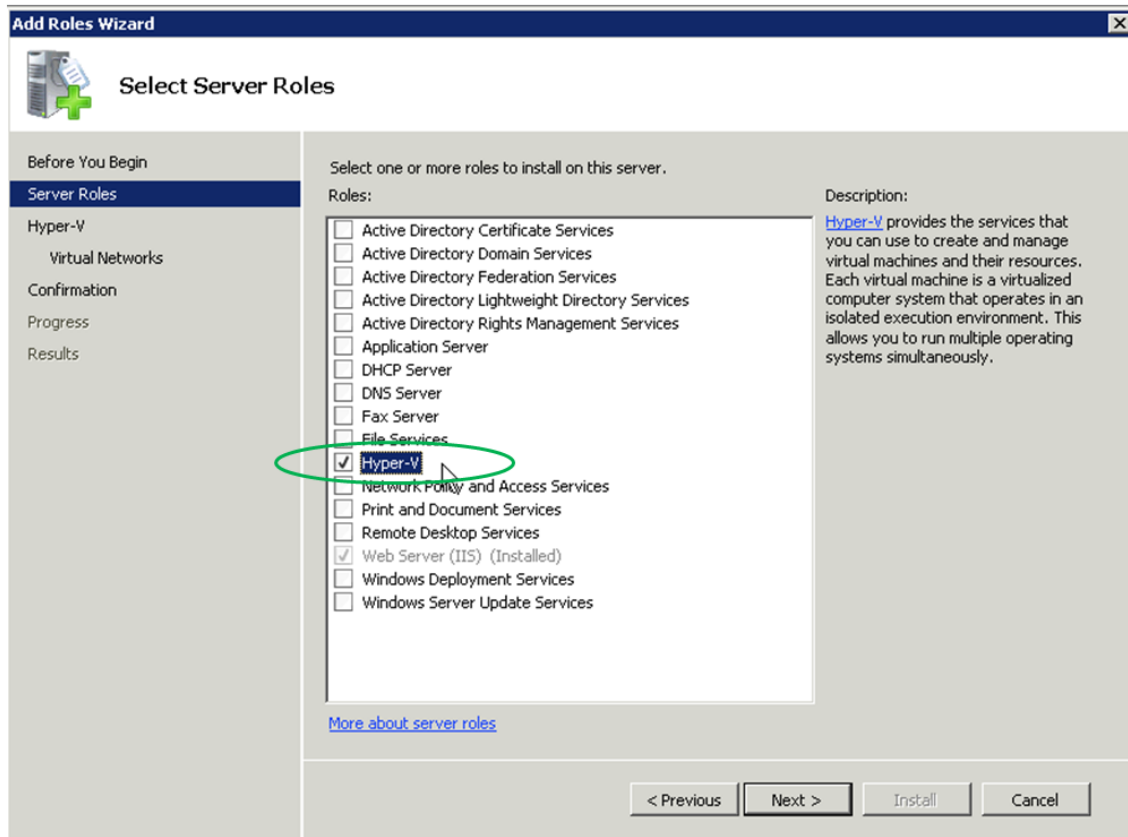 Add Roles Wizard
Select Server Roles
Before You Begin
Server Roles
Hyper-V
Virtual Networks
Confirmation
Progress
Results
Select one or more roles to install on this server.
Roles:
Active Directory Certificate Services
Active Directory Domain Services
Active Directory Federation Services
Active Directory Lightweight Directory Services
Active Directory Rights Management Services
Application Server
DHCP Server
DNS Server
Fax Server
File Services
Hyper-V
Network Policy and Access Services
Print and Document Services
Remote Desktop Services
Web Server (IIS) (Installed)
Windows Deployment Services
Windows Server Update Services
More about server roles
Description:
Hyper-V provides the services that
you can use to create and manage
virtual machines and their resources.
Each virtual machine is a virtualized
computer system that operates in an
isolated execution environment. This
allows you to run multiple operating
systems simultaneously.
< Previous
Next >
Install
Cancel